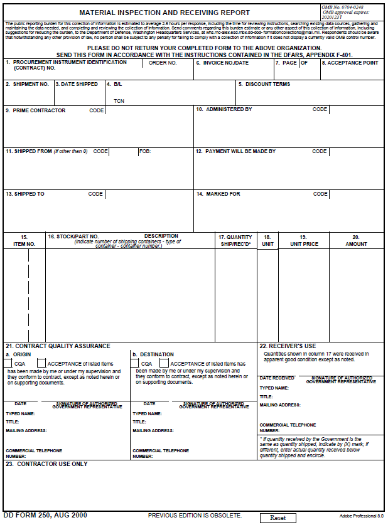 MATERIAL INSPECTION AND RECEIVING REPORT
OMB No. 0704-0248
OMB approval expires
The public reporting burden for this collection of information is estimated to average 2.8 hours per response, including the time for reviewing instructions, searching existing data sources, gathering and
maintaining the data needed, and completing and reviewing the collection of information. Send comments regarding this burden estimate or any other aspect of this collection of information, including
suggestions for reducing the burden, to the Department of Defense, Washington Headquarters Services, at Respondents should be aware
that notwithstanding any other provision of law, no person shall be subject to any penalty for failing to comply with a collection of information if it does not display a currently valid OMB control number.
PLEASE DO NOT RETURN YOUR COMPLETED FORM TO THE ABOVE ORGANIZATION.
SEND THIS FORM IN ACCORDANCE WITH THE INSTRUCTIONS CONTAINED IN THE DFARS, APPENDIX F-401.
1. PROCUREMENT INSTRUMENT IDENTIFICATION
(CONTRACT) NO.
ORDER NO.
6. INVOICE NO./DATE
7. PAGE OF
8. ACCEPTANCE POINT
2. SHIPMENT NO.
3. DATE SHIPPED
4. B/L
TCN
5. DISCOUNT TERMS
9. PRIME CONTRACTOR CODE
10. ADMINISTERED BY CODE
11. SHIPPED FROM (If other than 9) CODE FOB:
12. PAYMENT WILL BE MADE BY CODE
13. SHIPPED TO CODE
14. MARKED FOR CODE
15.
ITEM NO.
16. STOCK/PART NO. DESCRIPTION
(Indicate number of shipping containers - type of
container - container number.)
17. QUANTITY
SHIP/REC'D*
18.
UNIT
19.
UNIT PRICE
20.
AMOUNT
21. CONTRACT QUALITY ASSURANCE
a. ORIGIN
CQA ACCEPTANCE of listed items
has been made by me or under my supervision and
they conform to contract, except as noted herein or
on supporting documents.
DATE SIGNATURE OF AUTHORIZED
GOVERNMENT REPRESENTATIVE
TYPED NAME:
TITLE:
MAILING ADDRESS:
COMMERCIAL TELEPHONE
NUMBER:
b. DESTINATION
CQA ACCEPTANCE of listed items has
been made by me or under my supervision and
they conform to contract, except as noted herein or
on supporting documents.
DATE SIGNATURE OF AUTHORIZED
GOVERNMENT REPRESENTATIVE
TYPED NAME:
TITLE:
MAILING ADDRESS:
COMMERCIAL TELEPHONE
NUMBER:
22. RECEIVER'S USE
Quantities shown in column 17 were received in
apparent good condition except as noted.
DATE RECEIVED SIGNATURE OF AUTHORIZED
GOVERNMENT REPRESENTATIVE
TYPED NAME:
TITLE:
MAILING ADDRESS:
COMMERCIAL TELEPHONE
NUMBER:
* If quantity received by the Government is the
same as quantity shipped, indicate by (X) mark; if
different, enter actual quantity received below
quantity shipped and encircle.
23. CONTRACTOR USE ONLY
DD FORM 250, AUG 2000
PREVIOUS EDITION IS OBSOLETE.
Reset
Adobe Professional 8.0